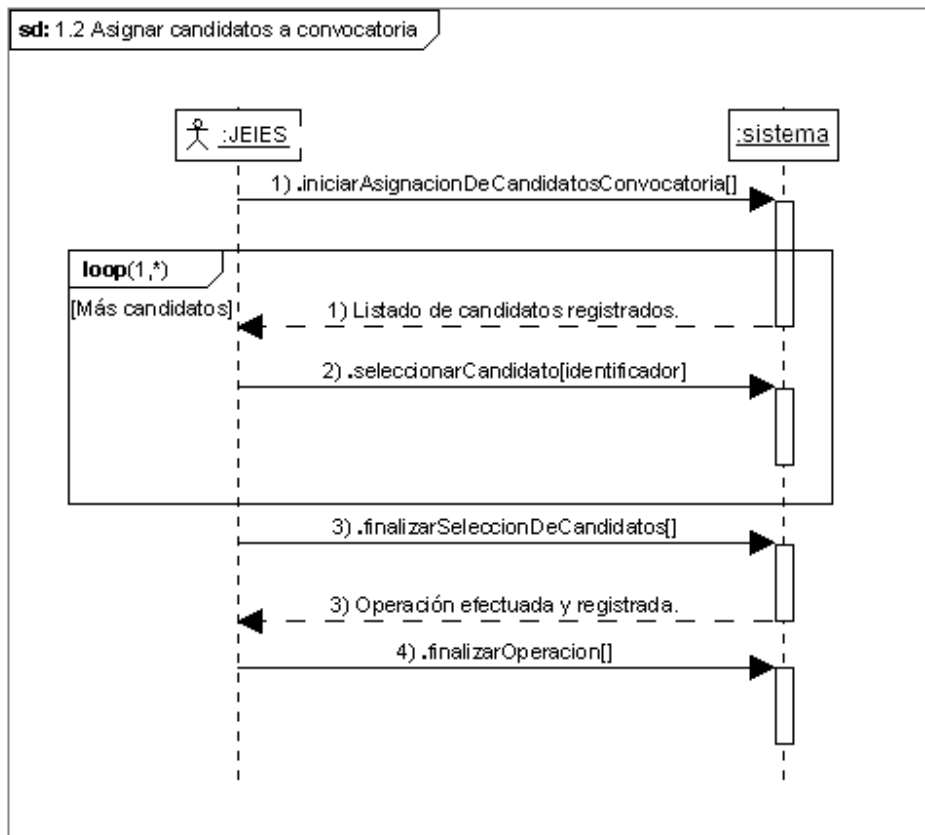 sd: 1.2 Asignar candidatos a convocatoria
:JEIES
:sistema
1) .iniciarAsignacionDeCandidatosConvocatoria[]
loop(1,*)
[Más candidatos]
1) Listado de candidatos registrados.
2) .seleccionarCandidato[identificador]
3) .finalizarSeleccionDeCandidatos[]
3) Operación efectuada y registrada.
4) .finalizarOperacion[]